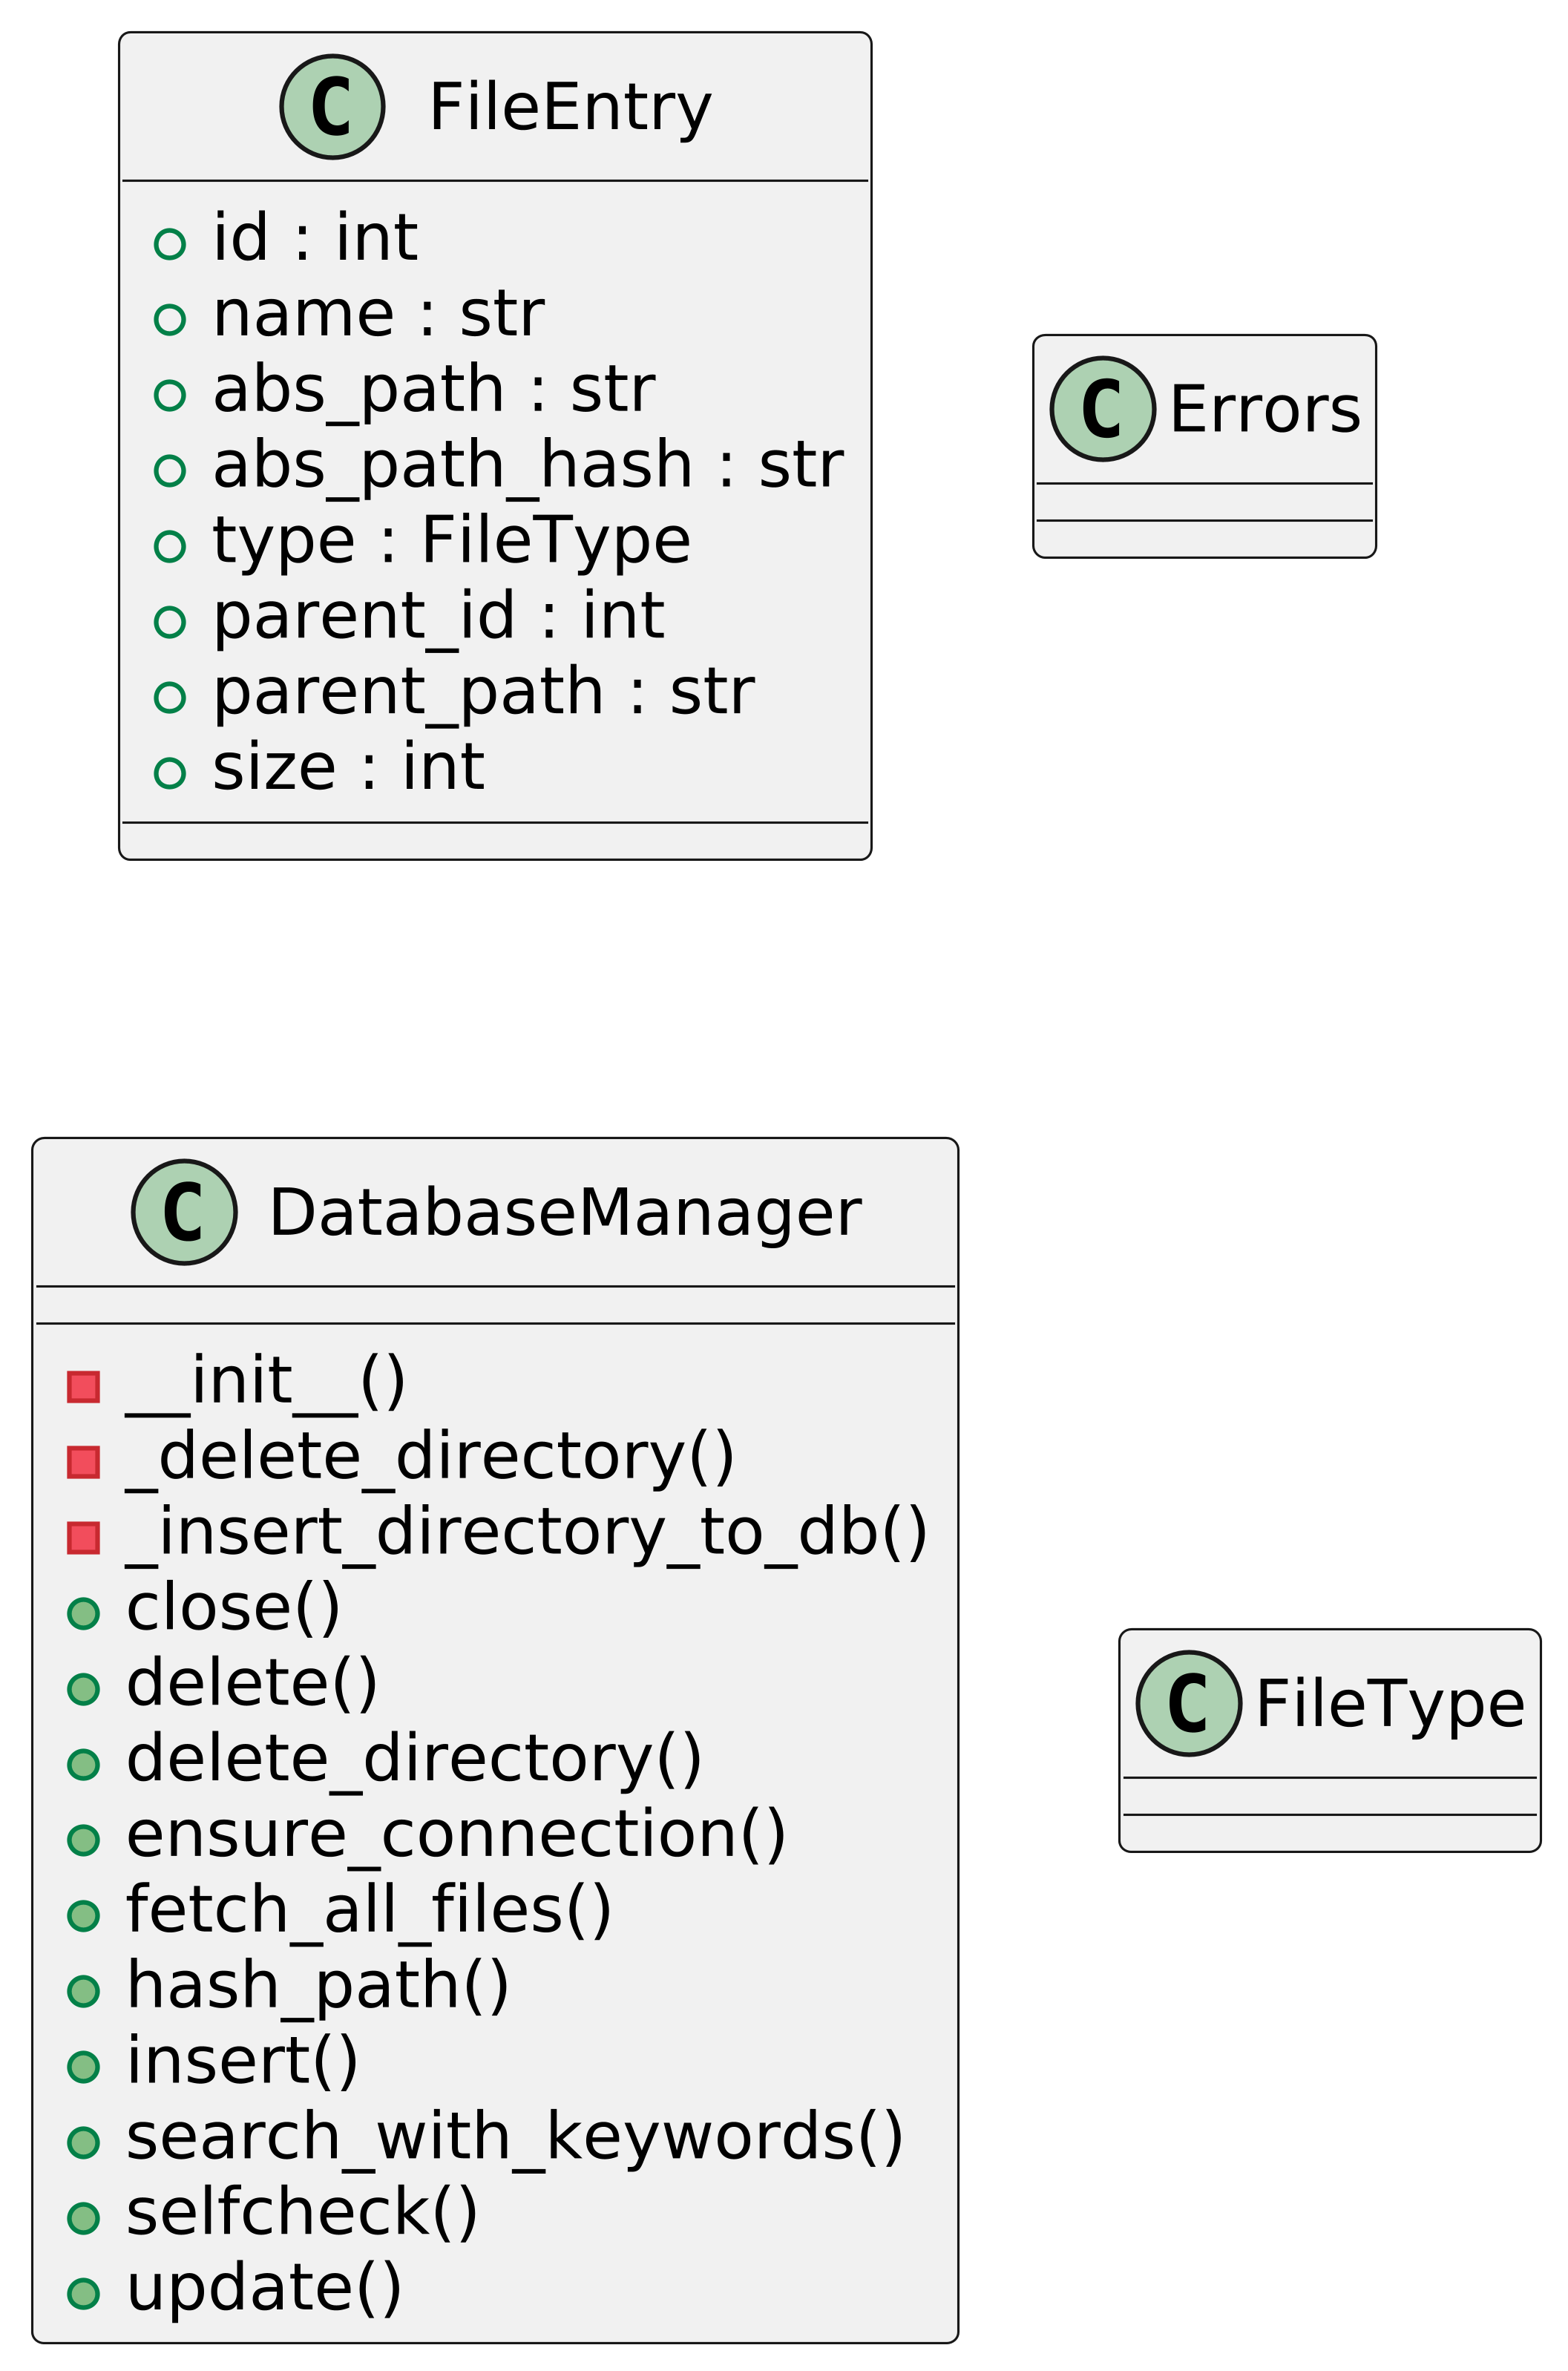 C FileEntry
id : int
name : str
abs_path : str
abs_path_hash : str
type : FileType
parent_id : int
parent_path : str
size : int
C Errors
C DatabaseManager
__init__()
_delete_directory()
_insert_directory_to_db()
close()
delete()
delete_directory()
ensure_connection()
fetch_all_files()
hash_path()
insert()
search_with_keywords()
selfcheck()
update()
C FileType